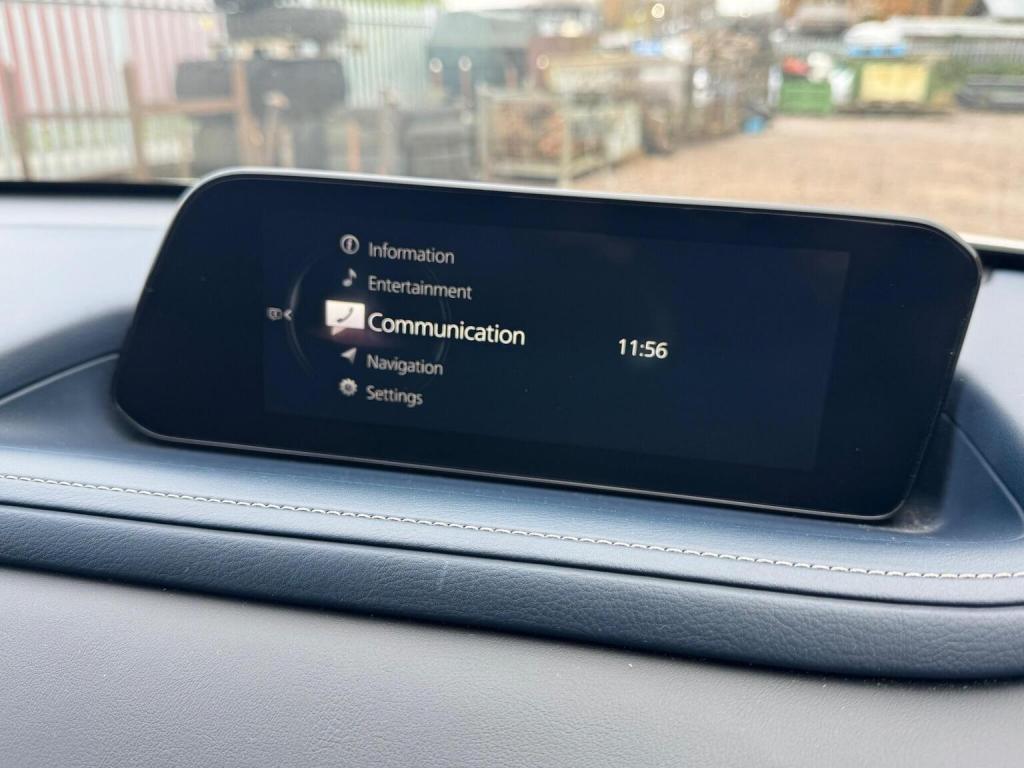 Information
Entertainment
Communication
11:56
Navigation
Settings